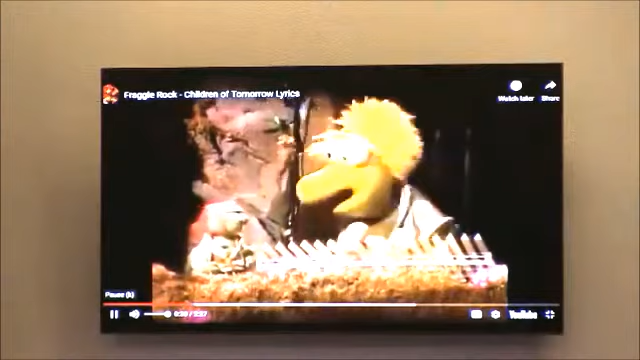 Fraggle Rock - Children of Tomorrow Lyrics
Watch later
Share
Pause (k)
YouTube